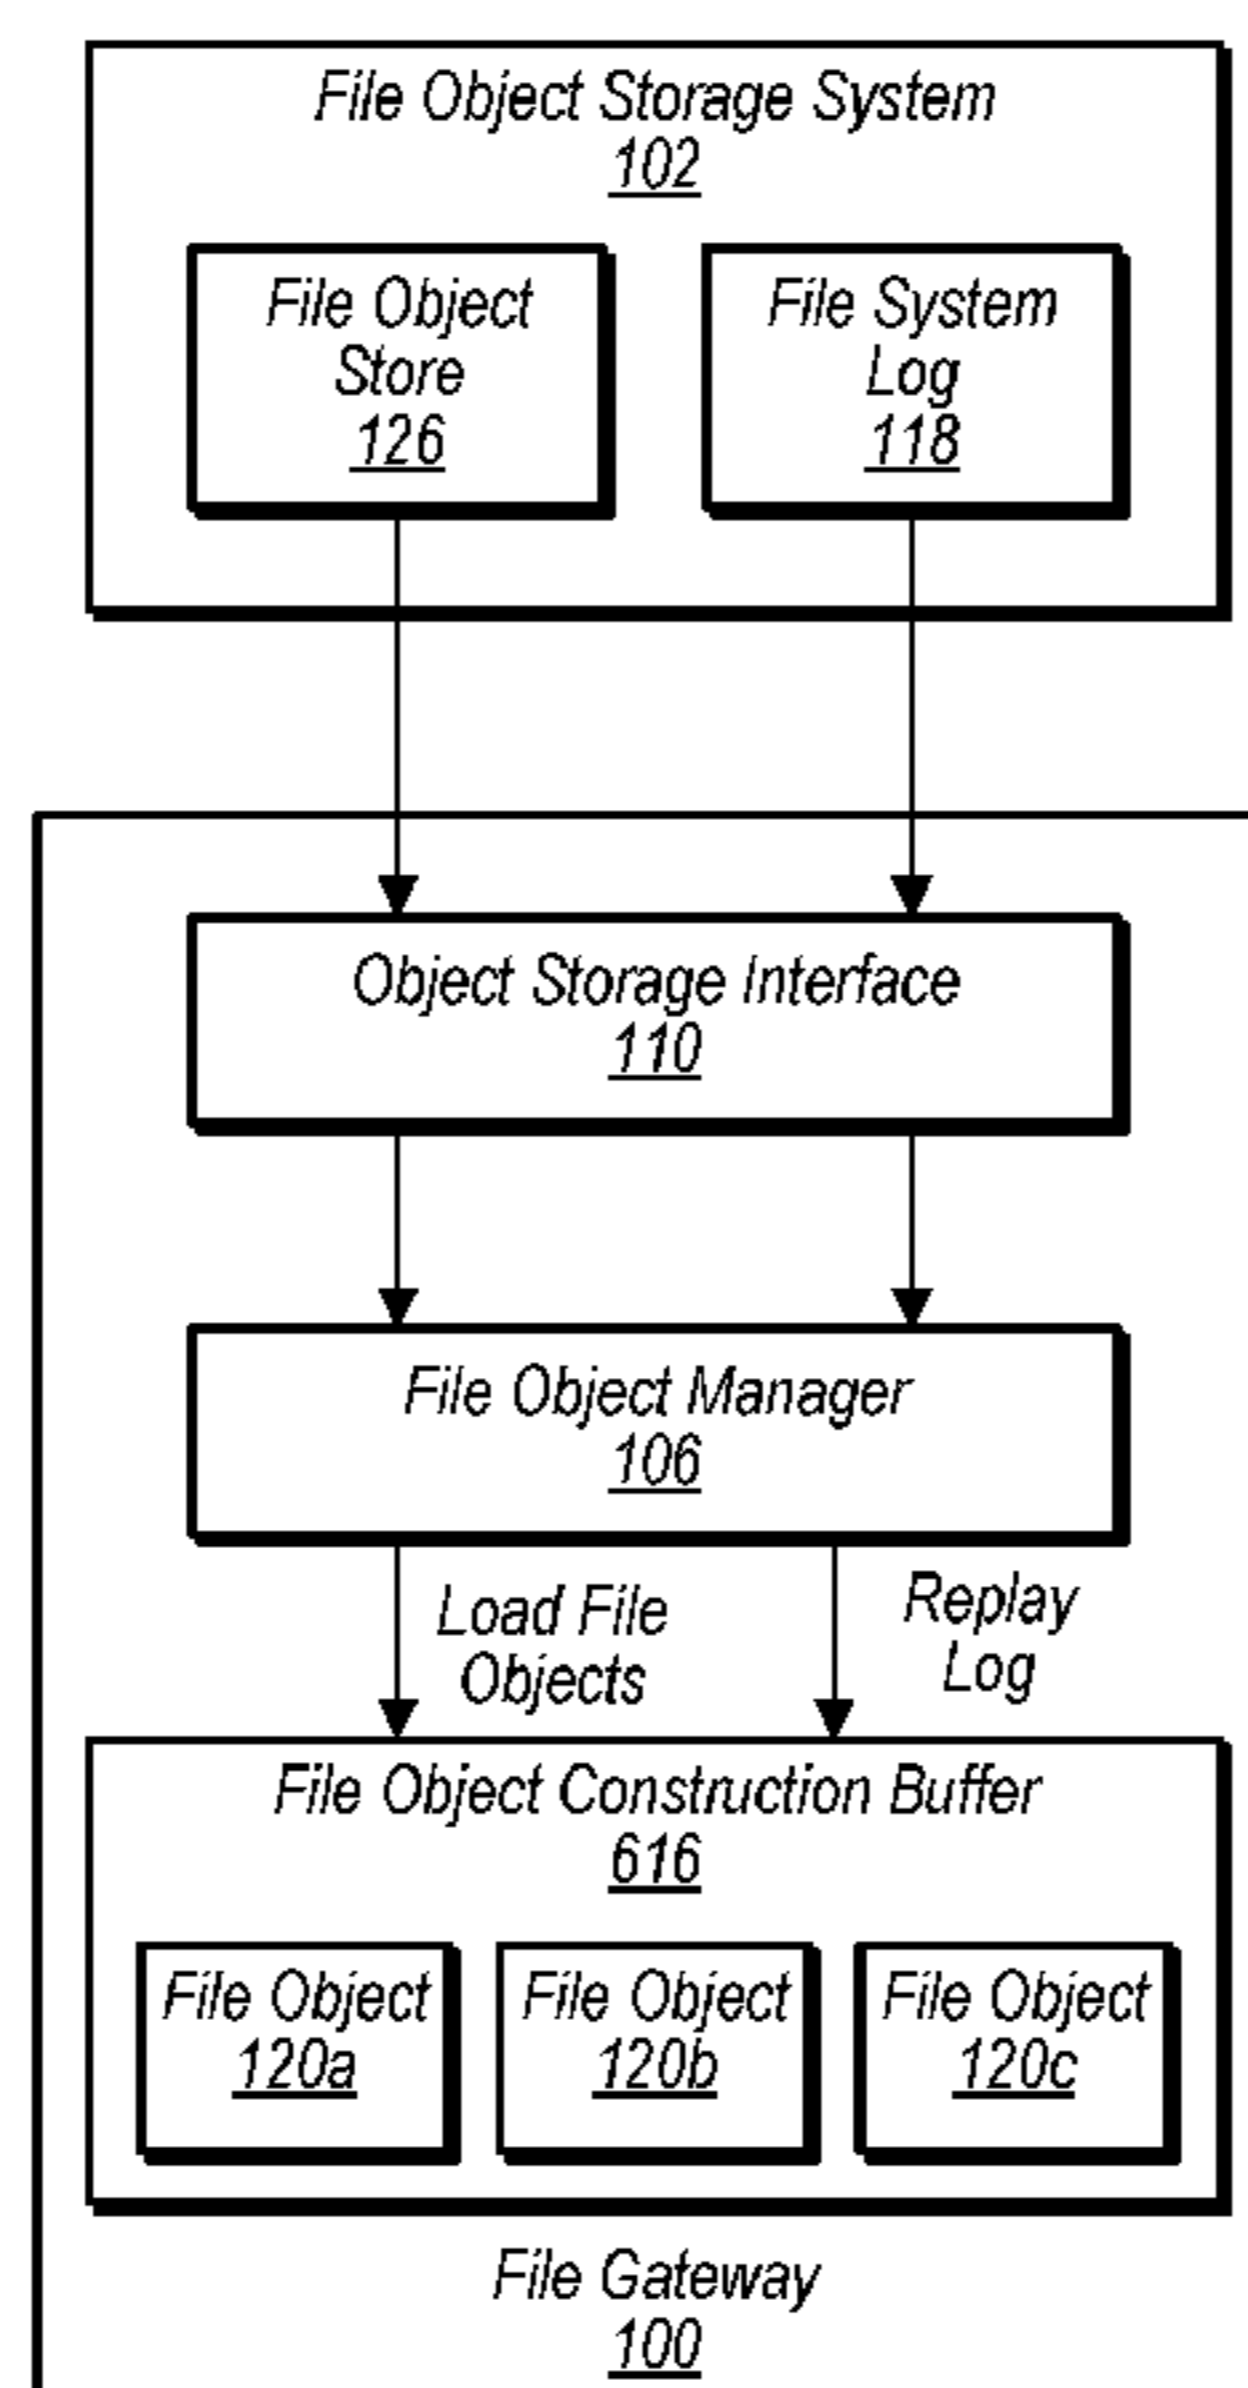 File Object Storage System
102
File Object
Store
126
File System
Log
118
Object Storage Interface
110
File Object Manager
106
Load File
Objects
Replay
Log
File Object Construction Buffer
616
File Object
120a
File Object
120b
File Object
120c
File Gateway
100